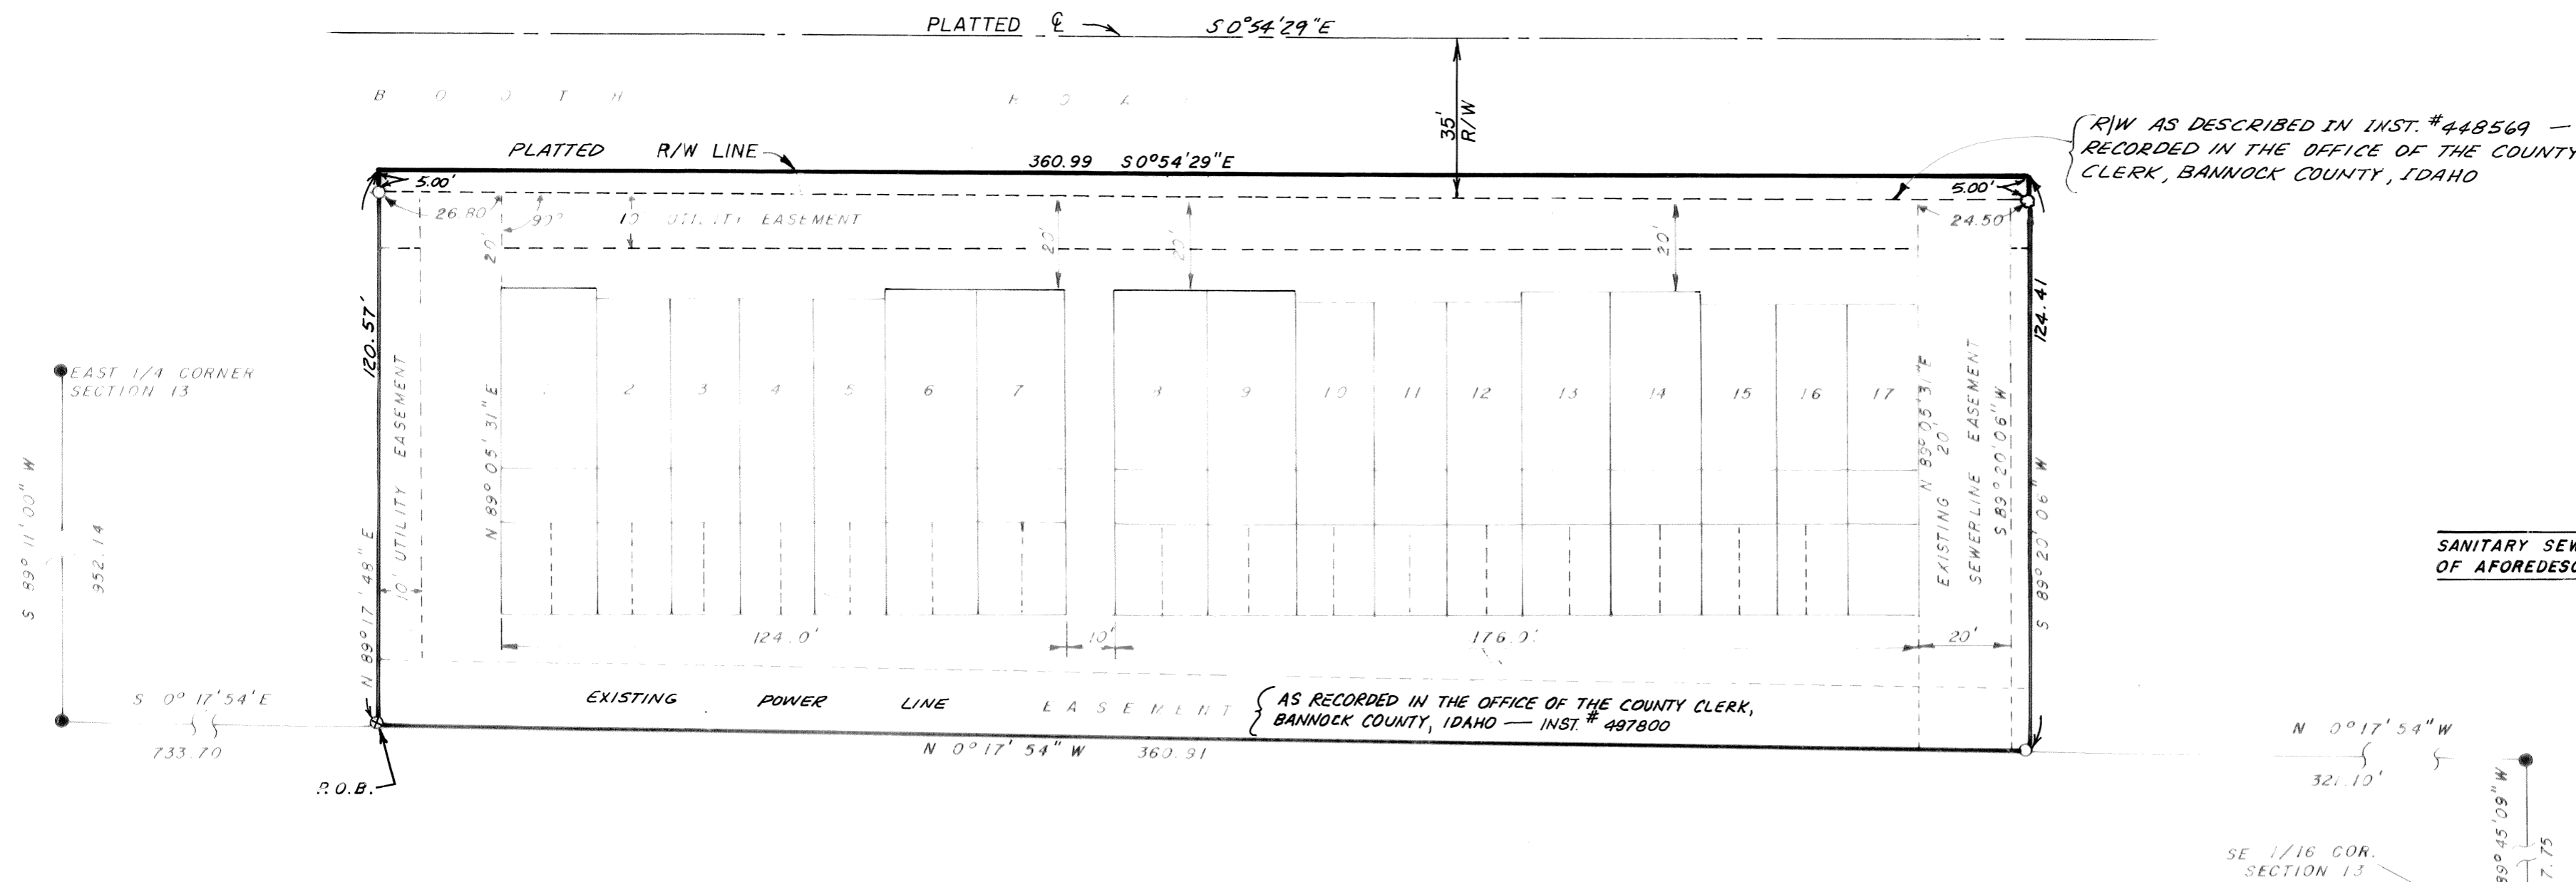 PLATTED ℄ S 0°54'29"E
BOOTH
35' R/W
PLATTED R/W LINE
360.99 S 0°54'29"E
R/W AS DESCRIBED IN INST. #448569 —
RECORDED IN THE OFFICE OF THE COUNTY
CLERK, BANNOCK COUNTY, IDAHO
5.00'
5.00'
26.80'
90°
UTILITY EASEMENT
24.50'
20'
20'
20'
20'
120.57'
124.41
EAST 1/4 CORNER
SECTION 13
S 89° 11' 00" W
952.14
N 89° 17' 48" E
10' UTILITY EASEMENT
N 89° 05' 31" E
2 3 4 5 6 7 8 9 10 11 12 13 14 15 16 17
N 89° 05' 31" E
EXISTING 20'
SEWERLINE EASEMENT
S 89° 20' 06" W
S 89° 20' 06" W
SANITARY SEW
OF AFOREDESC
124.0'
10'
176.0'
20'
S 0° 17' 54" E
733.70
EXISTING POWER LINE EASEMENT
AS RECORDED IN THE OFFICE OF THE COUNTY CLERK,
BANNOCK COUNTY, IDAHO — INST. # 497800
N 0° 17' 54" W 360.91
P.O.B.
N 0° 17' 54" W
321.10'
89° 45' 09" W
7.75
SE 1/16 COR.
SECTION 13